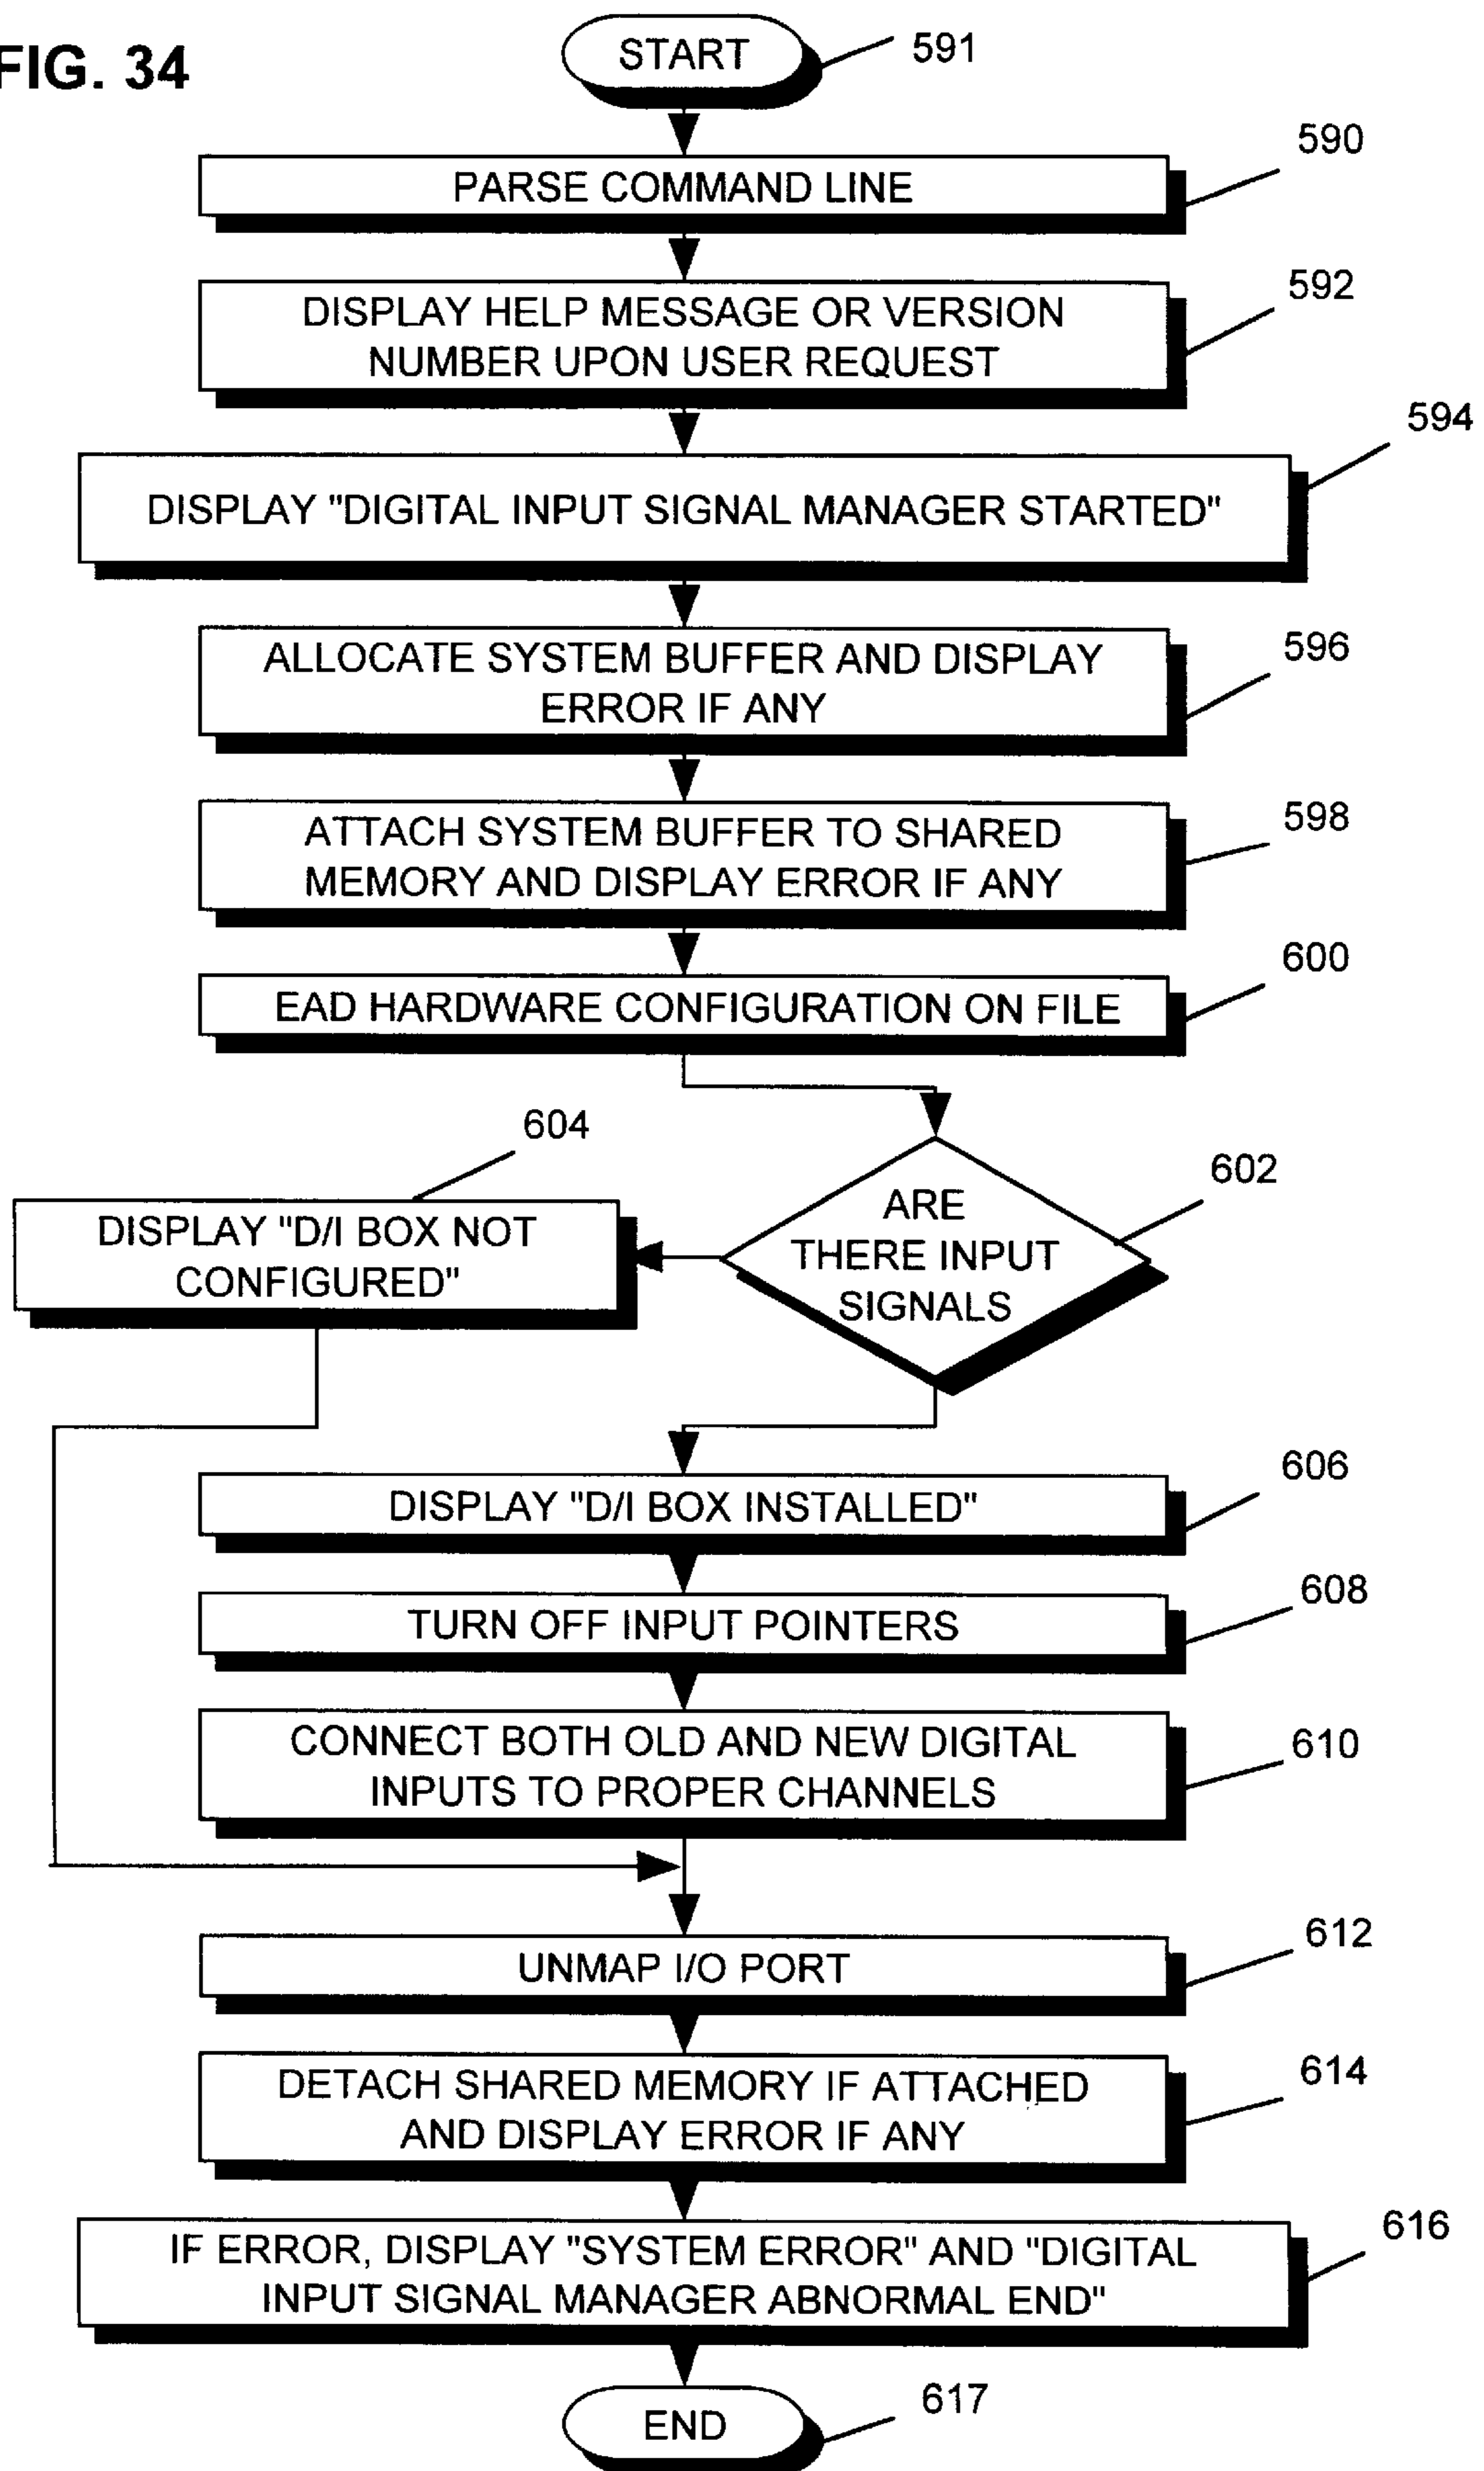 FIG. 34
START
591
590
PARSE COMMAND LINE
592
DISPLAY HELP MESSAGE OR VERSION
NUMBER UPON USER REQUEST
594
DISPLAY "DIGITAL INPUT SIGNAL MANAGER STARTED"
596
ALLOCATE SYSTEM BUFFER AND DISPLAY
ERROR IF ANY
598
ATTACH SYSTEM BUFFER TO SHARED
MEMORY AND DISPLAY ERROR IF ANY
600
EAD HARDWARE CONFIGURATION ON FILE
604
602
ARE
THERE INPUT
SIGNALS
DISPLAY "D/I BOX NOT
CONFIGURED"
606
DISPLAY "D/I BOX INSTALLED"
608
TURN OFF INPUT POINTERS
610
CONNECT BOTH OLD AND NEW DIGITAL
INPUTS TO PROPER CHANNELS
612
UNMAP I/O PORT
614
DETACH SHARED MEMORY IF ATTACHED
AND DISPLAY ERROR IF ANY
616
IF ERROR, DISPLAY "SYSTEM ERROR" AND "DIGITAL
INPUT SIGNAL MANAGER ABNORMAL END"
617
END